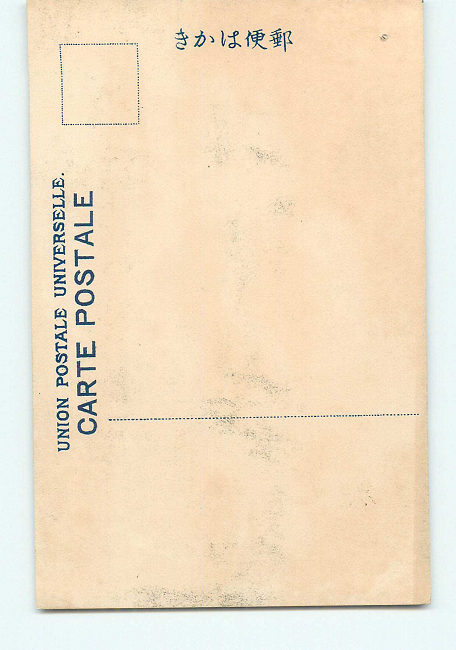 きかは便郵
UNION POSTALE UNIVERSELLE.
CARTE POSTALE